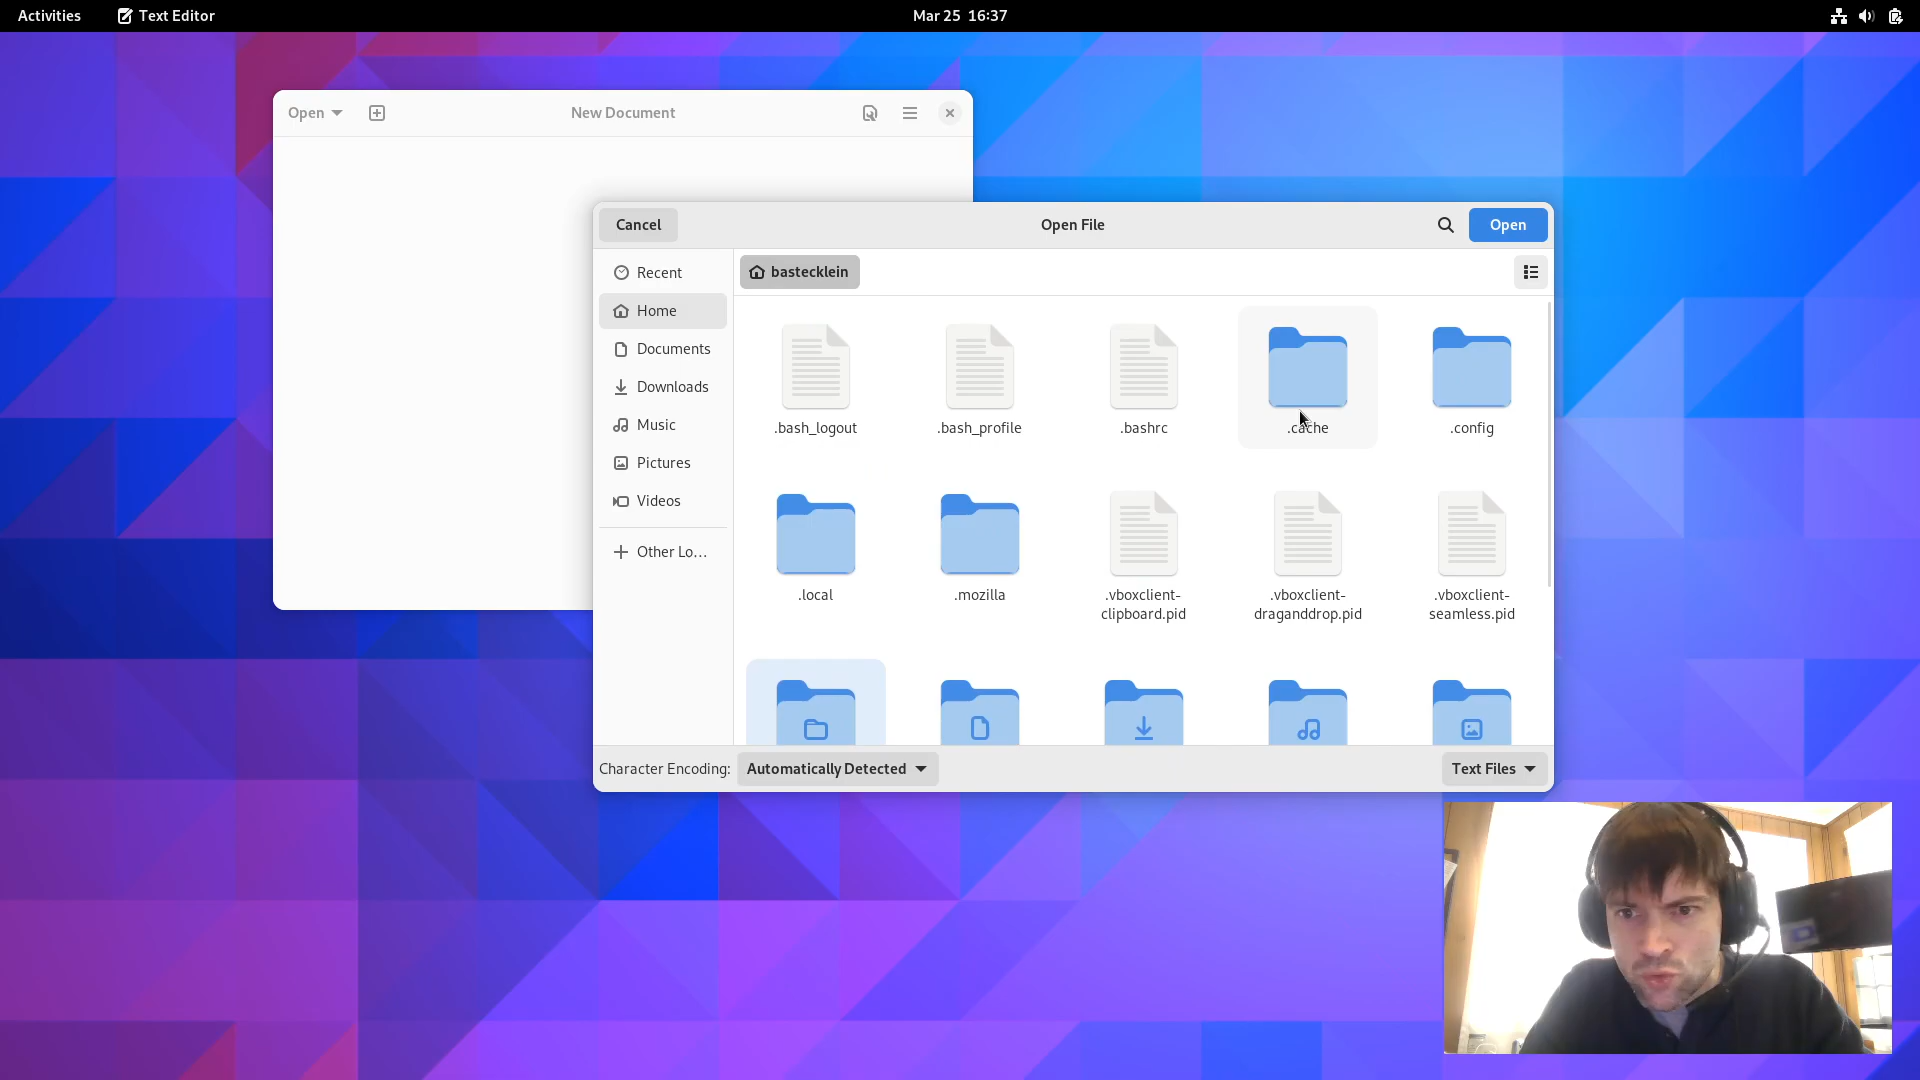 Activities
Text Editor
Mar 25 16:37
Open
New Document
Cancel
Open File
Open
Recent
Home
Documents
Downloads
Music
Pictures
Videos
Other Lo...
bastecklein
.bash_logout
.bash_profile
.bashrc
.cache
.config
.local
.mozilla
.vboxclient-
clipboard.pid
.vboxclient-
draganddrop.pid
.vboxclient-
seamless.pid
Character Encoding:
Automatically Detected
Text Files